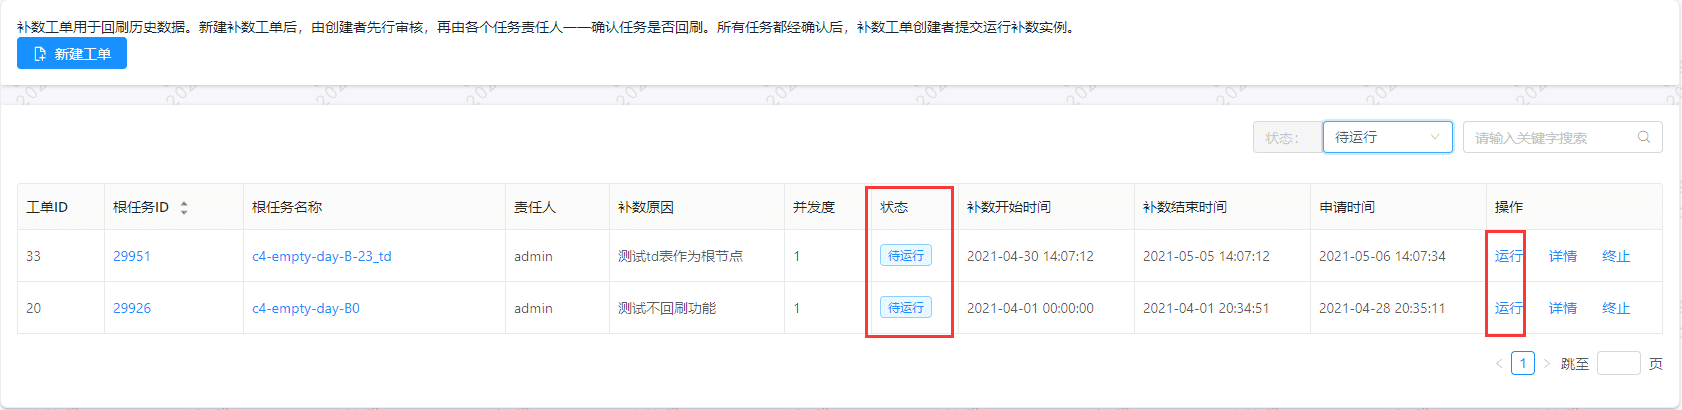 补数工单用于回刷历史数据。新建补数工单后，由创建者先行审核，再由各个任务责任人一一确认任务是否回刷。所有任务都经确认后，补数工单创建者提交运行补数实例。
新建工单
状态： 待运行 请输入关键字搜索
工单ID 根任务ID 根任务名称 责任人 补数原因 并发度 状态 补数开始时间 补数结束时间 申请时间 操作
33 29951 c4-empty-day-B-23_td admin 测试td表作为根节点 1 待运行 2021-04-30 14:07:12 2021-05-05 14:07:12 2021-05-06 14:07:34 运行 详情 终止
20 29926 c4-empty-day-B0 admin 测试不回刷功能 1 待运行 2021-04-01 00:00:00 2021-04-01 20:34:51 2021-04-28 20:35:11 运行 详情 终止
1 跳至 页